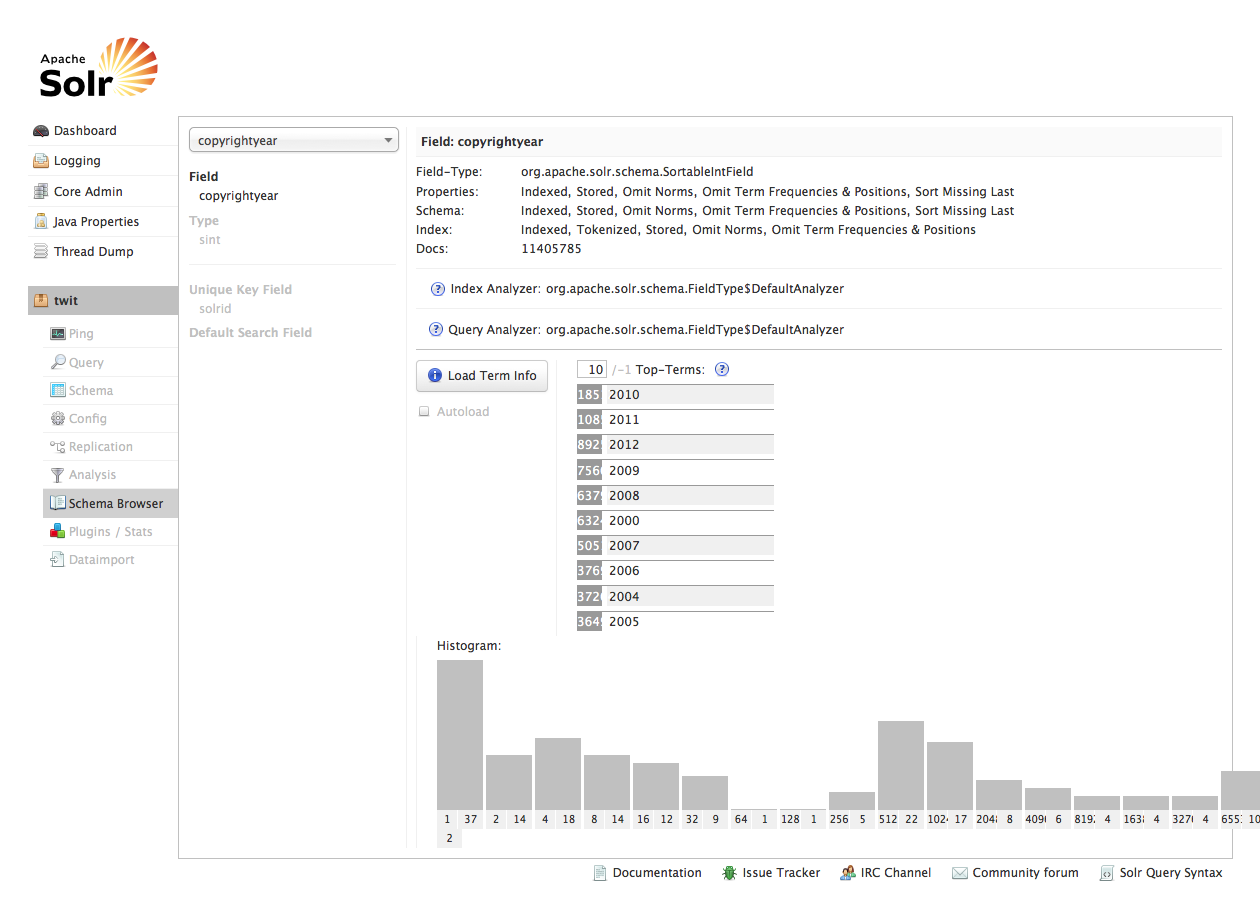 Apache
Solr
Dashboard
Logging
Core Admin
Java Properties
Thread Dump
twit
Ping
Query
Schema
Config
Replication
Analysis
Schema Browser
Plugins / Stats
Dataimport
copyrightyear
Field
copyrightyear
Type
sint
Unique Key Field
solrid
Default Search Field
Field: copyrightyear
Field-Type: org.apache.solr.schema.SortableIntField
Properties: Indexed, Stored, Omit Norms, Omit Term Frequencies & Positions, Sort Missing Last
Schema: Indexed, Stored, Omit Norms, Omit Term Frequencies & Positions, Sort Missing Last
Index: Indexed, Tokenized, Stored, Omit Norms, Omit Term Frequencies & Positions
Docs: 11405785
Index Analyzer: org.apache.solr.schema.FieldType$DefaultAnalyzer
Query Analyzer: org.apache.solr.schema.FieldType$DefaultAnalyzer
Load Term Info
Autoload
10 /-1 Top-Terms:
185 2010
108 2011
892 2012
756 2009
637 2008
632 2000
505 2007
376 2006
372 2004
364 2005
Histogram:
1 37 2 14 4 18 8 14 16 12 32 9 64 1 128 1 256 5 512 22 1024 17 2048 8 4096 6 8192 4 1638 4 3276 4 6553 10
2
Documentation Issue Tracker IRC Channel Community forum Solr Query Syntax